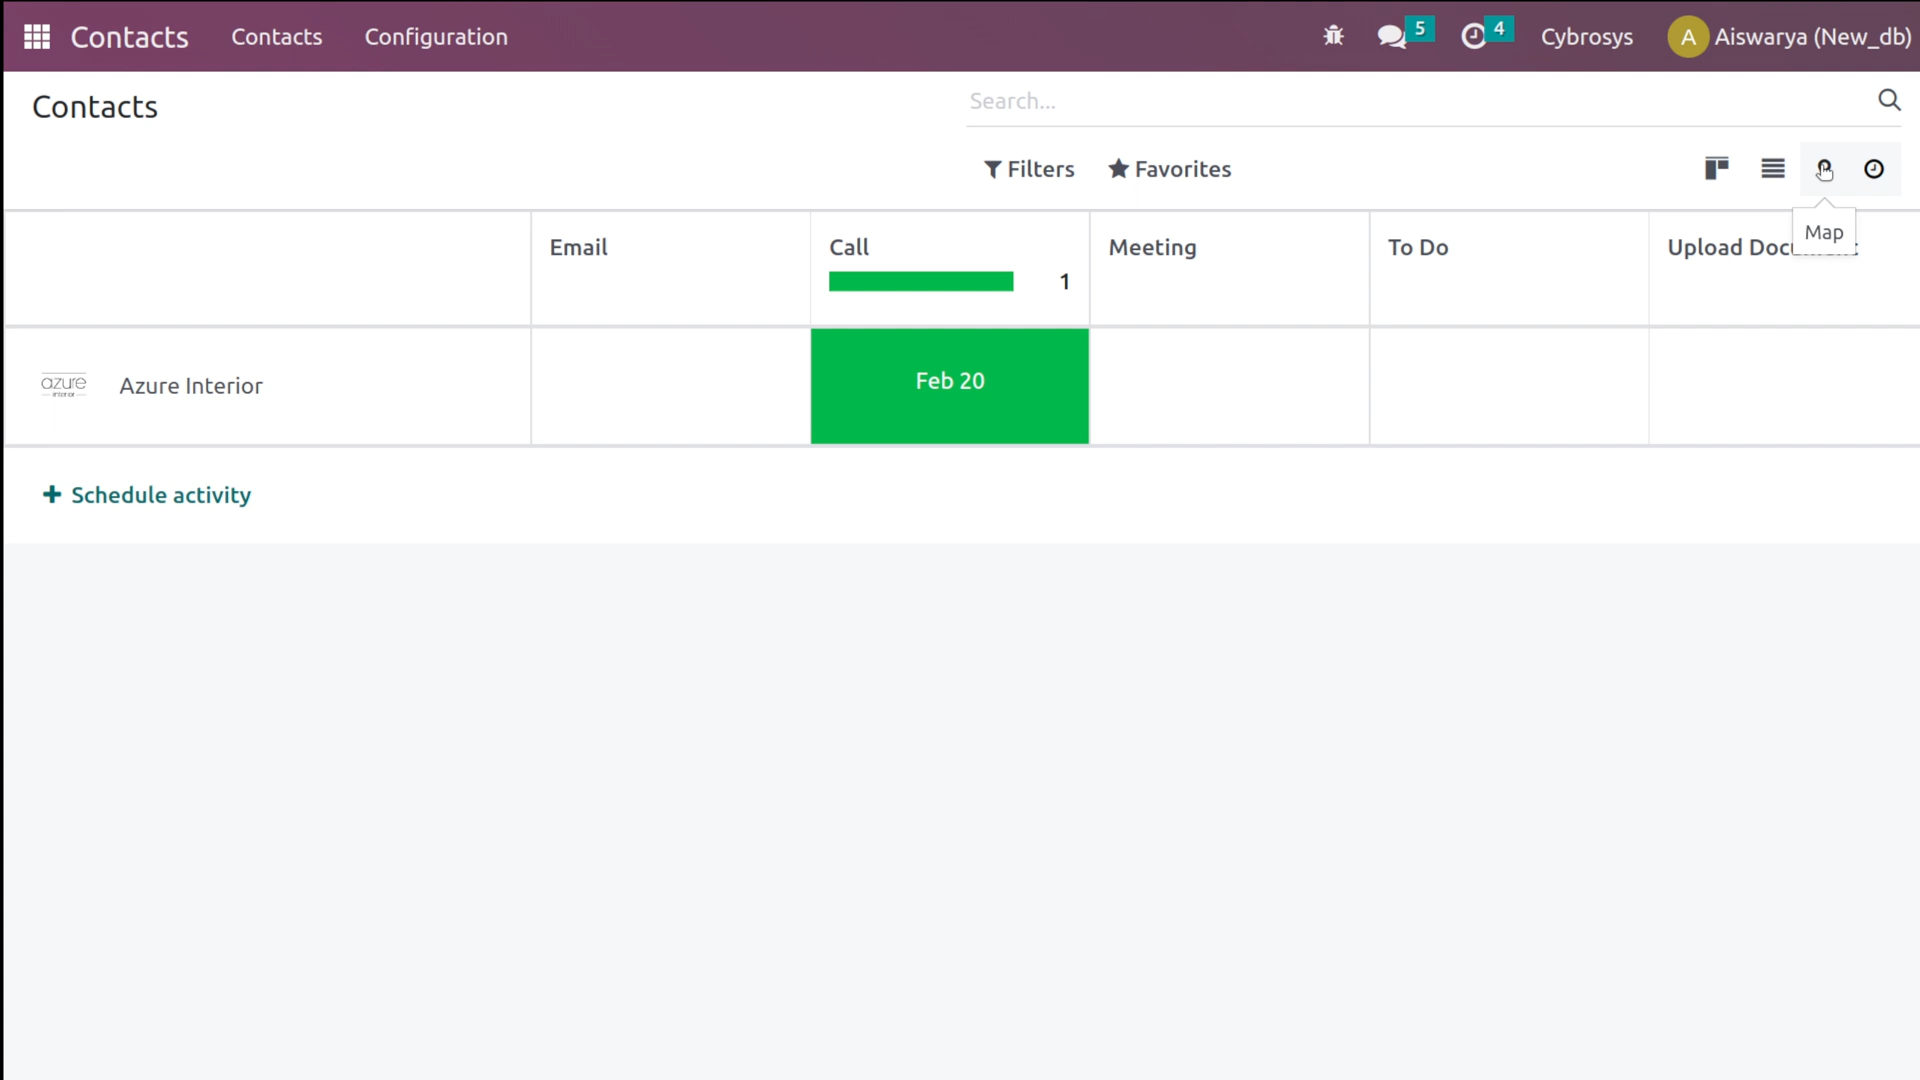 Contacts
Contacts
Configuration
5
4
Cybrosys
A
Aiswarya (New_db)
Contacts
Search...
Filters
Favorites
Map
Email
Call
1
Meeting
To Do
Upload
azure
interior
Azure Interior
Feb 20
Schedule activity